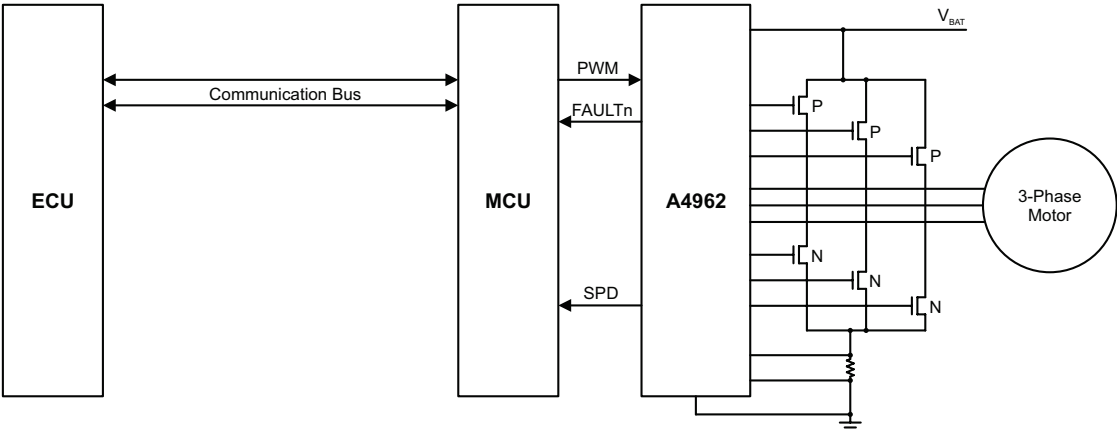 V_BAT
PWM
P
Communication Bus
FAULTn
P
P
ECU
MCU
A4962
3-Phase
Motor
N
N
SPD
N